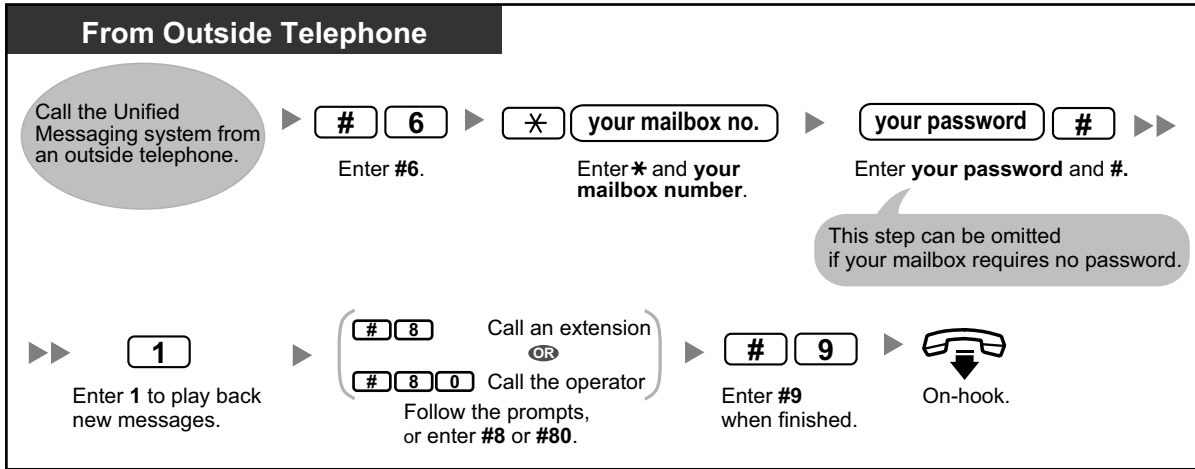 From Outside Telephone
Call the Unified
Messaging system from
an outside telephone.
# 6
Enter #6.
* your mailbox no.
Enter * and your
mailbox number.
your password #
Enter your password and #.
This step can be omitted
if your mailbox requires no password.
1
Enter 1 to play back
new messages.
# 8 Call an extension
OR
# 8 0 Call the operator
Follow the prompts,
or enter #8 or #80.
# 9
Enter #9
when finished.
On-hook.